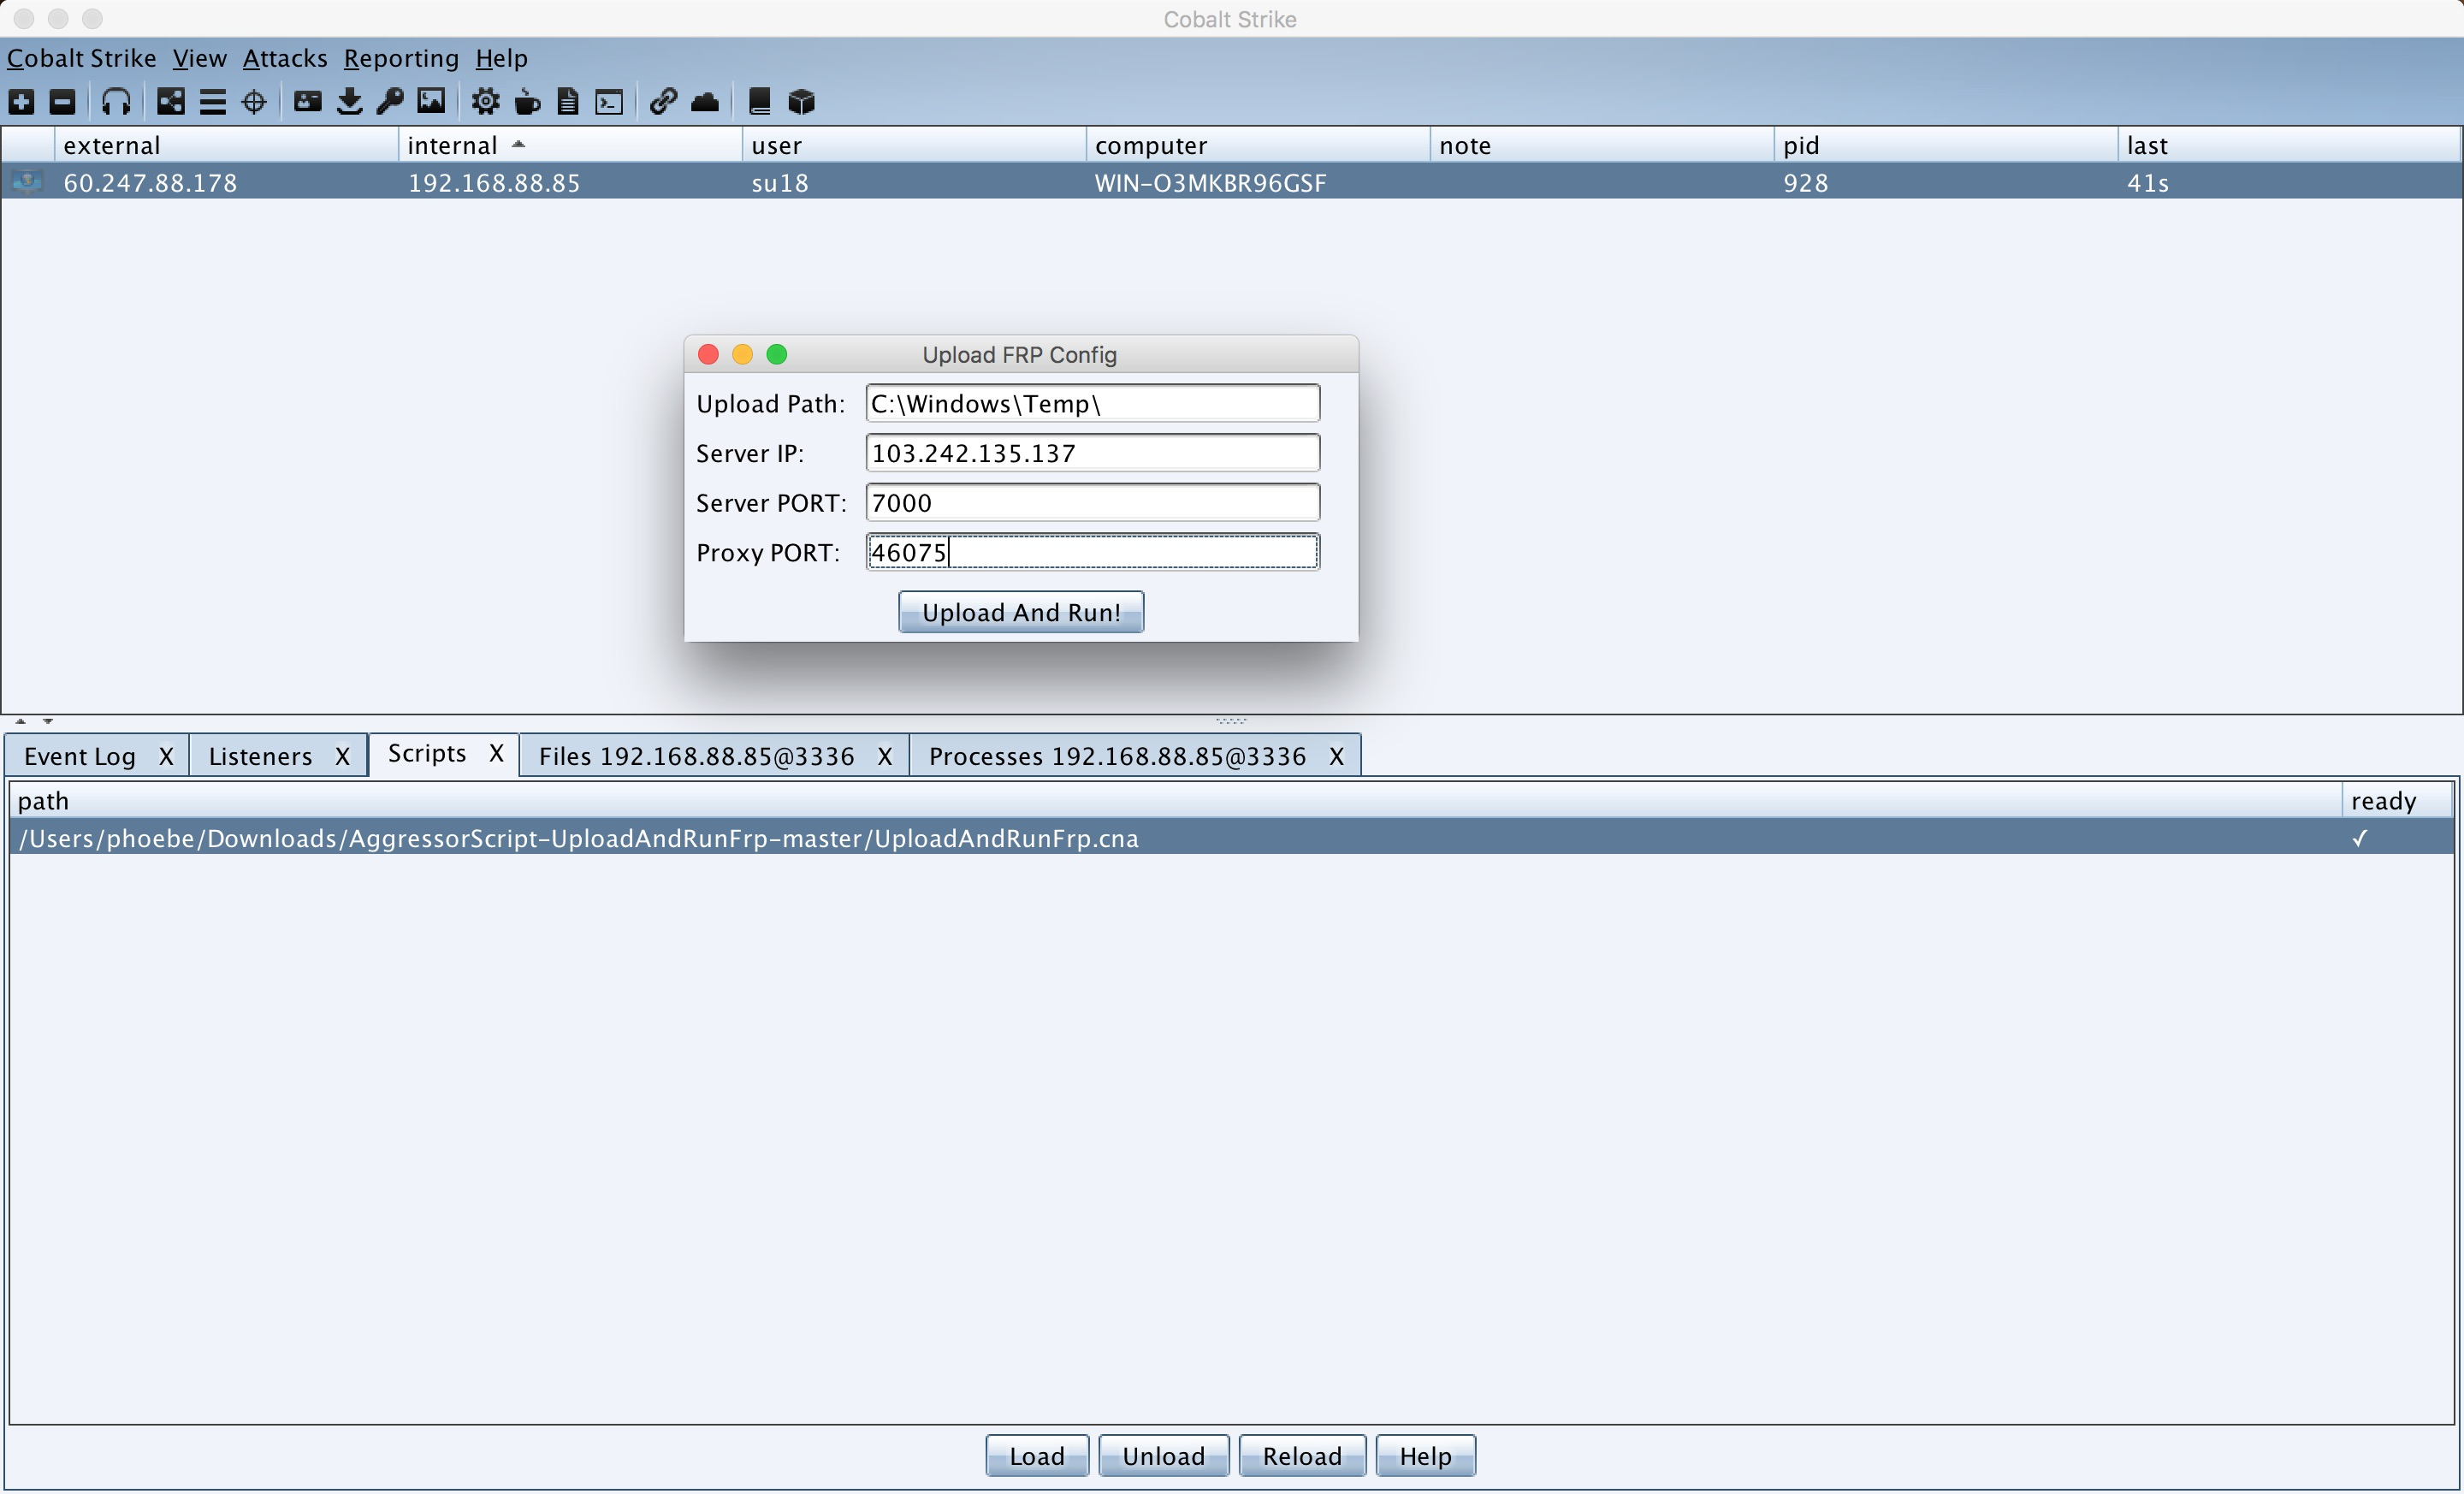 Cobalt Strike
Cobalt Strike View Attacks Reporting Help
external internal user computer note pid last
60.247.88.178 192.168.88.85 su18 WIN-O3MKBR96GSF 928 41s
Upload FRP Config
Upload Path: C:\Windows\Temp\
Server IP: 103.242.135.137
Server PORT: 7000
Proxy PORT: 46075
Upload And Run!
Event Log X Listeners X Scripts X Files 192.168.88.85@3336 X Processes 192.168.88.85@3336 X
path ready
/Users/phoebe/Downloads/AggressorScript-UploadAndRunFrp-master/UploadAndRunFrp.cna ✓
Load Unload Reload Help